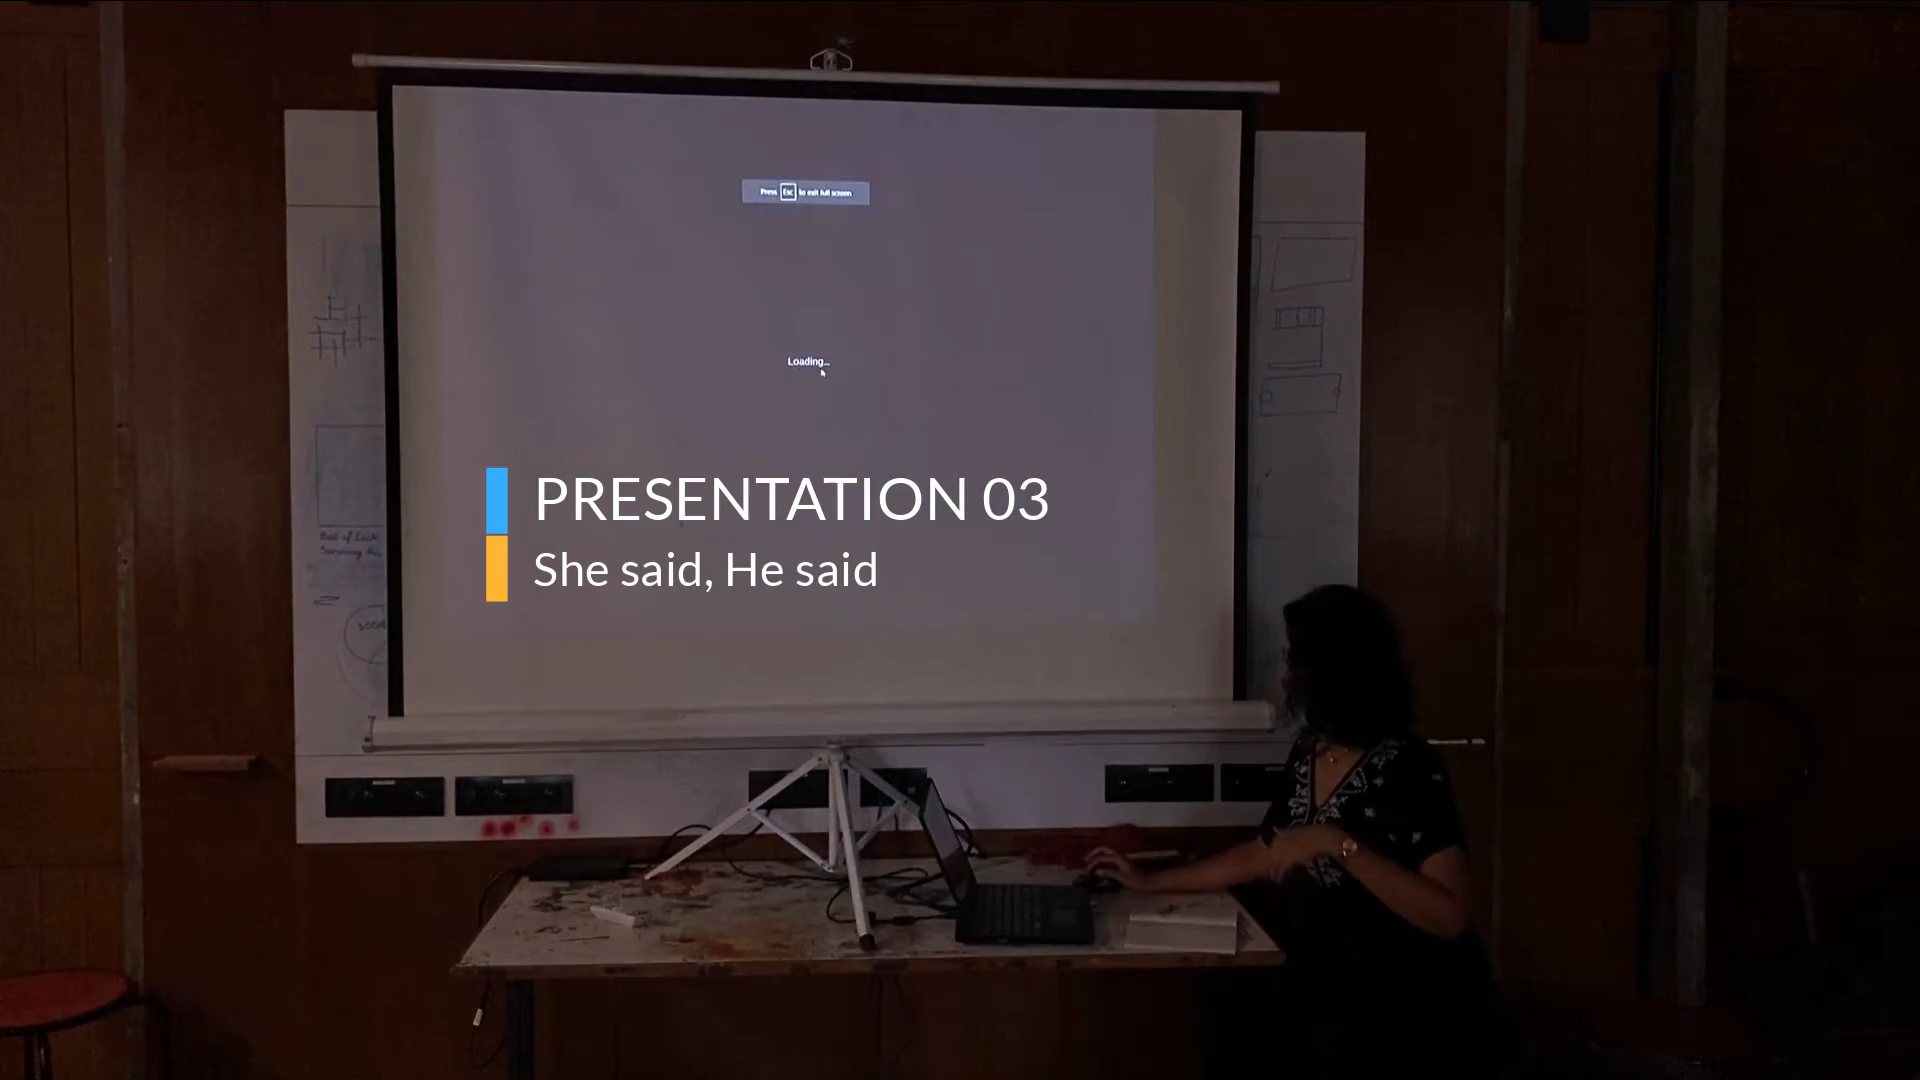 Press Esc to exit full screen
Loading...
PRESENTATION 03
She said, He said